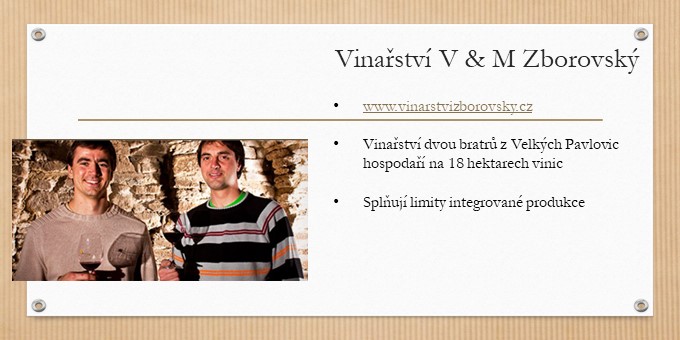 Vinařství V & M Zborovský
• www.vinarstvizborovsky.cz
• Vinařství dvou bratrů z Velkých Pavlovic
hospodaří na 18 hektarech vinic
• Splňují limity integrované produkce